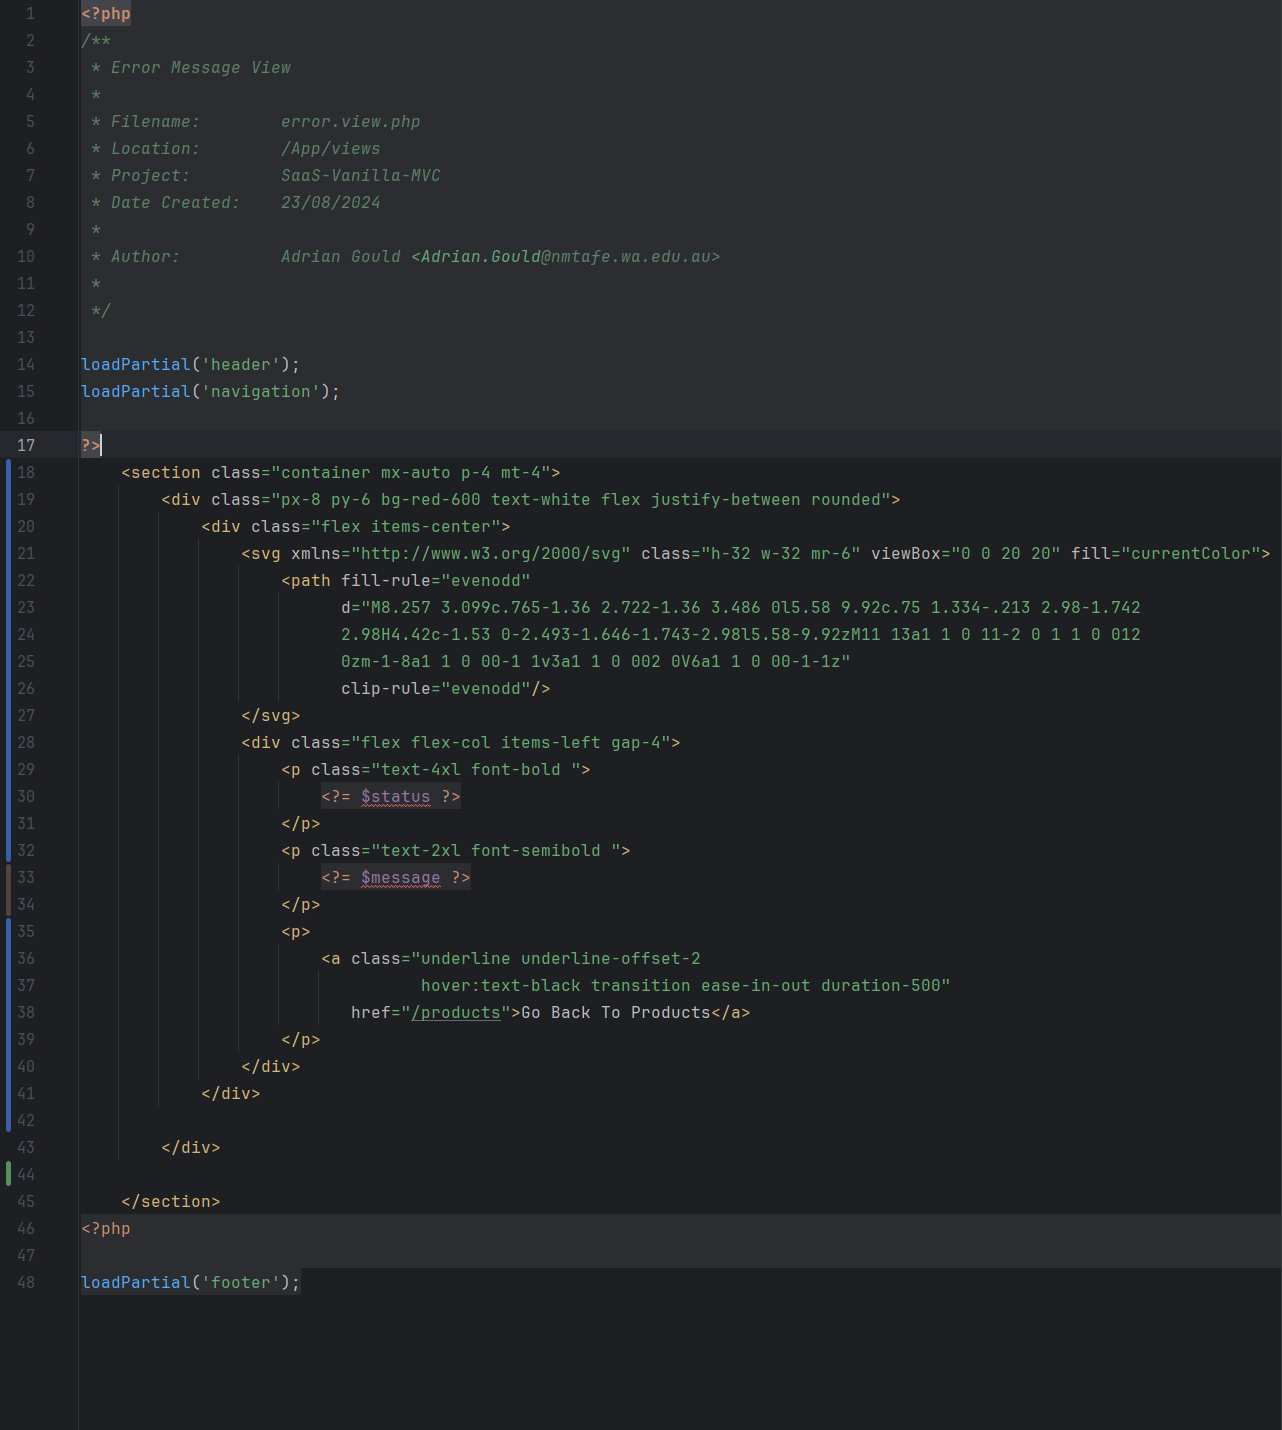 1 <?php
2 /**
3  * Error Message View
4  *
5  * Filename:        error.view.php
6  * Location:        /App/views
7  * Project:         SaaS-Vanilla-MVC
8  * Date Created:    23/08/2024
9  *
10  * Author:          Adrian Gould <Adrian.Gould@nmtafe.wa.edu.au>
11  *
12  */
13
14 loadPartial('header');
15 loadPartial('navigation');
16
17 ?>
18     <section class="container mx-auto p-4 mt-4">
19         <div class="px-8 py-6 bg-red-600 text-white flex justify-between rounded">
20             <div class="flex items-center">
21                 <svg xmlns="http://www.w3.org/2000/svg" class="h-32 w-32 mr-6" viewBox="0 0 20 20" fill="currentColor">
22                     <path fill-rule="evenodd"
23                           d="M8.257 3.099c.765-1.36 2.722-1.36 3.486 0l5.58 9.92c.75 1.334-.213 2.98-1.742
24                           2.98H4.42c-1.53 0-2.493-1.646-1.743-2.98l5.58-9.92zM11 13a1 1 0 11-2 0 1 1 0 012
25                           0zm-1-8a1 1 0 00-1 1v3a1 1 0 002 0V6a1 1 0 00-1-1z"
26                           clip-rule="evenodd"/>
27                 </svg>
28                 <div class="flex flex-col items-left gap-4">
29                     <p class="text-4xl font-bold ">
30                         <?= $status ?>
31                     </p>
32                     <p class="text-2xl font-semibold ">
33                         <?= $message ?>
34                     </p>
35                     <p>
36                         <a class="underline underline-offset-2
37                                   hover:text-black transition ease-in-out duration-500"
38                            href="/products">Go Back To Products</a>
39                     </p>
40                 </div>
41             </div>
42
43         </div>
44
45     </section>
46 <?php
47
48 loadPartial('footer');